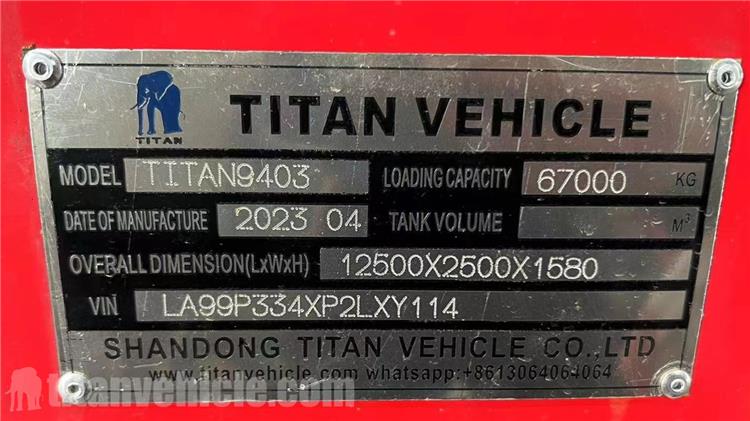 TITAN
TITAN VEHICLE
MODEL TITAN9403 LOADING CAPACITY 67000 KG
DATE OF MANUFACTURE 2023 04 TANK VOLUME M³
OVERALL DIMENSION(LxWxH) 12500X2500X1580
VIN LA99P334XP2LXY114
SHANDONG TITAN VEHICLE CO.,LTD
www.titanvehicle.com whatsapp:+8613064064064
titanvehicle.com